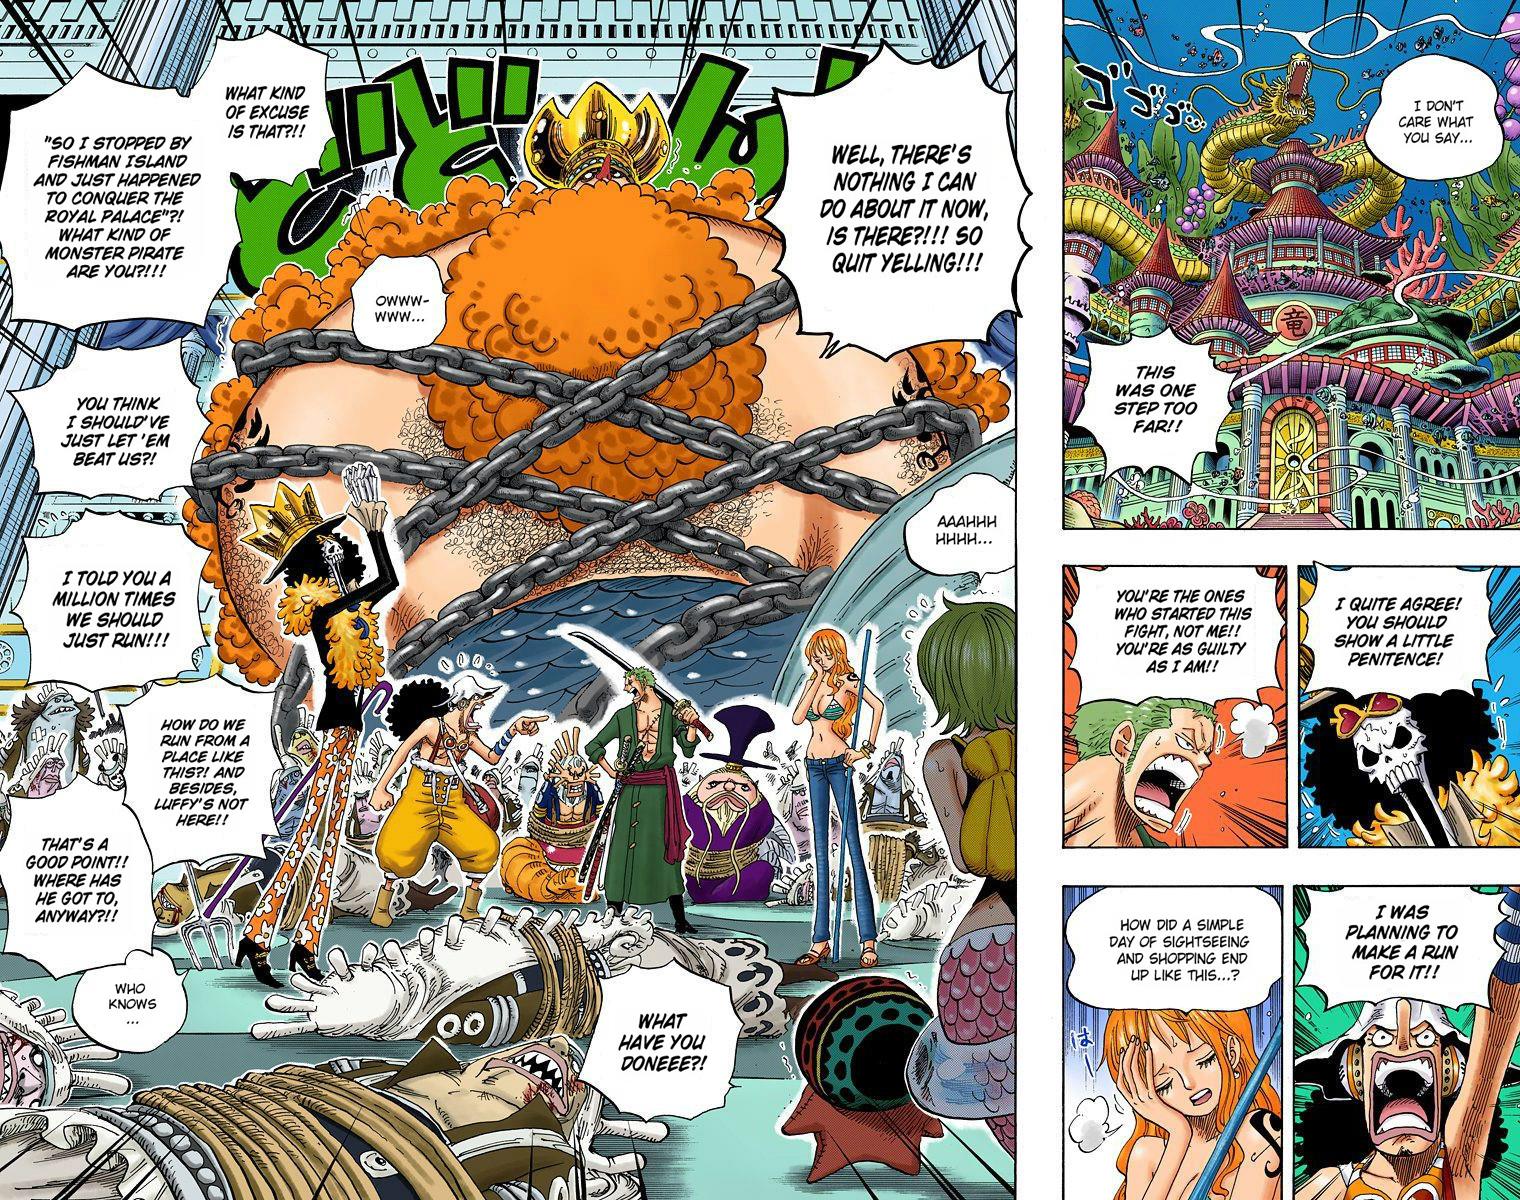 I DON'T
CARE WHAT
YOU SAY...
ゴゴゴ...
竜
THIS
WAS ONE
STEP TOO
FAR!!
I QUITE AGREE!
YOU SHOULD
SHOW A LITTLE
PENITENCE!
YOU'RE THE ONES
WHO STARTED THIS
FIGHT, NOT ME!!
YOU'RE AS GUILTY
AS I AM!!
I WAS
PLANNING TO
MAKE A RUN
FOR IT!!
HOW DID A SIMPLE
DAY OF SIGHTSEEING
AND SHOPPING END
UP LIKE THIS...?
はー
WELL, THERE'S
NOTHING I CAN
DO ABOUT IT NOW,
IS THERE?!!! SO
QUIT YELLING!!!
WHAT KIND
OF EXCUSE
IS THAT?!!
"SO I STOPPED BY
FISHMAN ISLAND
AND JUST HAPPENED
TO CONQUER THE
ROYAL PALACE"?!
WHAT KIND OF
MONSTER PIRATE
ARE YOU?!!!
OWWW-
WWW...
YOU THINK
I SHOULD'VE
JUST LET 'EM
BEAT US?!
AAAHHH
HHHH...
I TOLD YOU A
MILLION TIMES
WE SHOULD
JUST RUN!!!
HOW DO WE
RUN FROM A
PLACE LIKE
THIS?! AND
BESIDES,
LUFFY'S NOT
HERE!!
THAT'S A
GOOD POINT!!
WHERE HAS
HE GOT TO,
ANYWAY?!!
WHO
KNOWS
...
WHAT
HAVE YOU
DONEEE?!